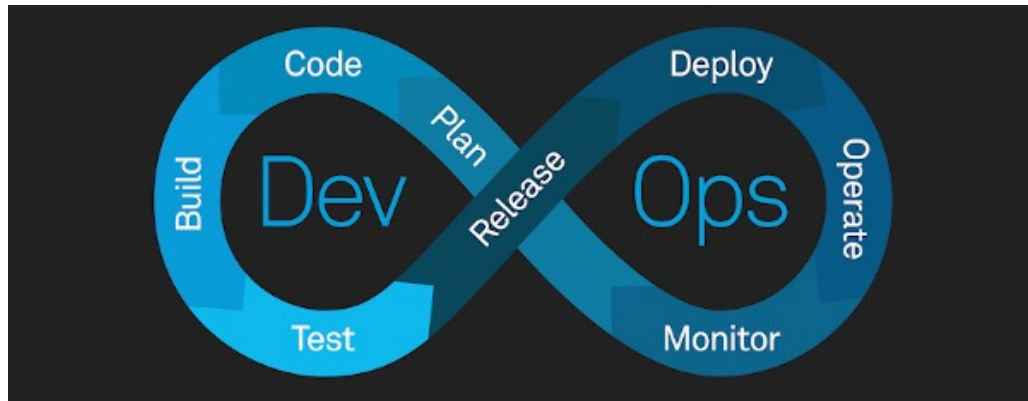 Code
Plan
Build
Dev
Test
Release
Deploy
Ops
Operate
Monitor